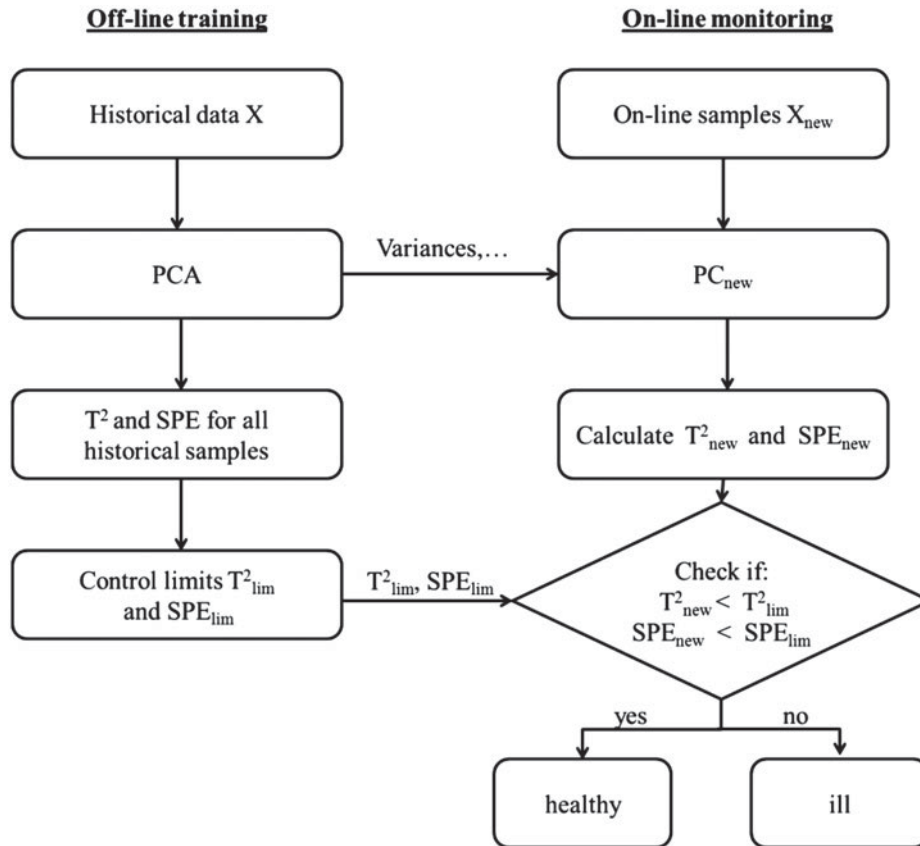 Off-line training
On-line monitoring
Historical data X
On-line samples Xnew
PCA
Variances,…
PCnew
T² and SPE for all
historical samples
Calculate T²new and SPEnew
Control limits T²lim
and SPElim
T²lim, SPElim
Check if:
T²new < T²lim
SPEnew < SPElim
yes
no
healthy
ill